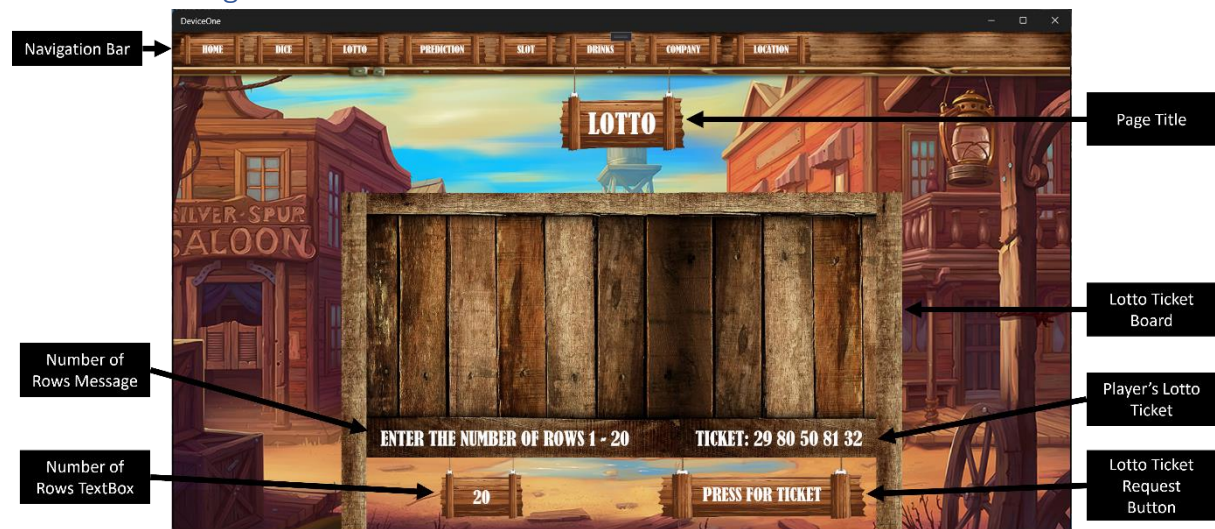 DeviceOne
HOME DICE LOTTO PREDICTION SLOT DRINKS COMPANY LOCATION
Navigation Bar
LOTTO
Page Title
SILVER-SPUR
SALOON
Lotto Ticket
Board
Number of
Rows Message
Player's Lotto
Ticket
ENTER THE NUMBER OF ROWS 1 - 20
TICKET: 29 80 50 81 32
Number of
Rows TextBox
20
PRESS FOR TICKET
Lotto Ticket
Request
Button